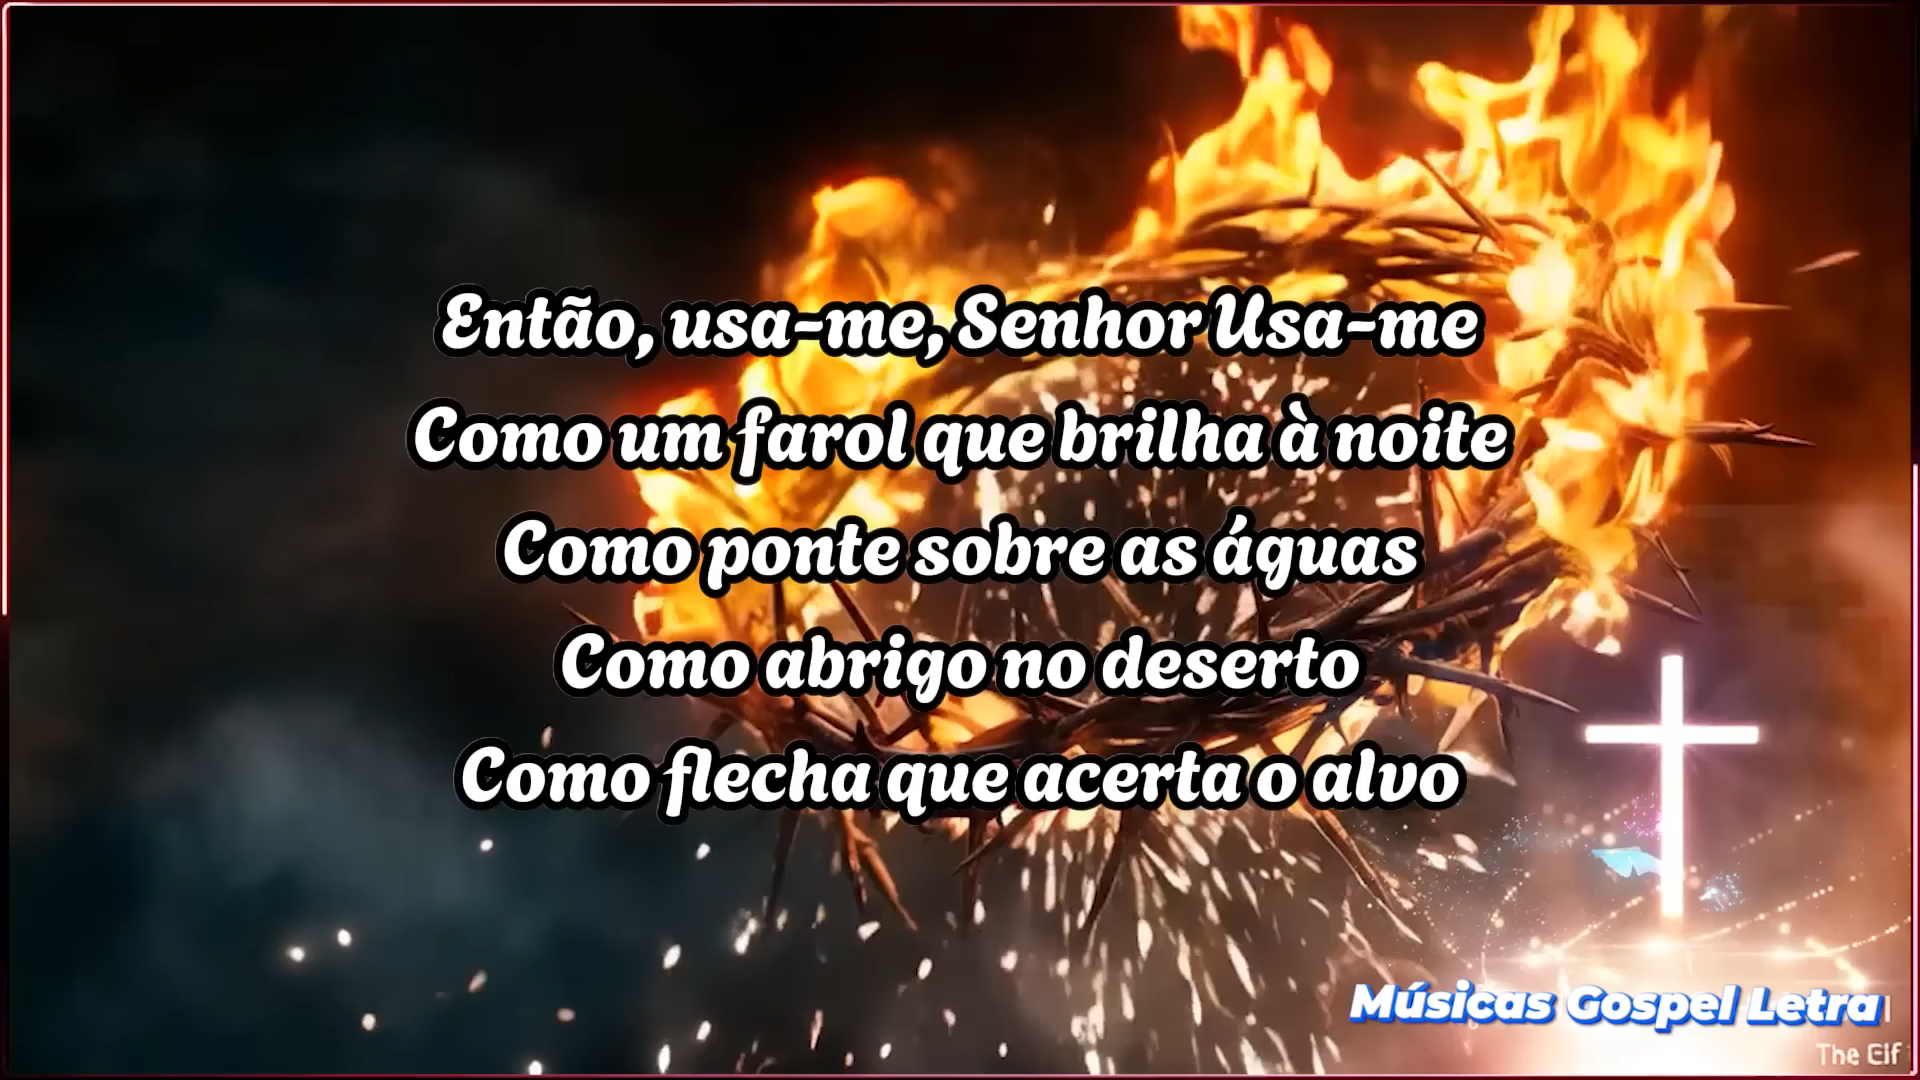 Então, usa-me, Senhor Usa-me
Como um farol que brilha à noite
Como ponte sobre as águas
Como abrigo no deserto
Como flecha que acerta o alvo
Músicas Gospel Letra
The Elf